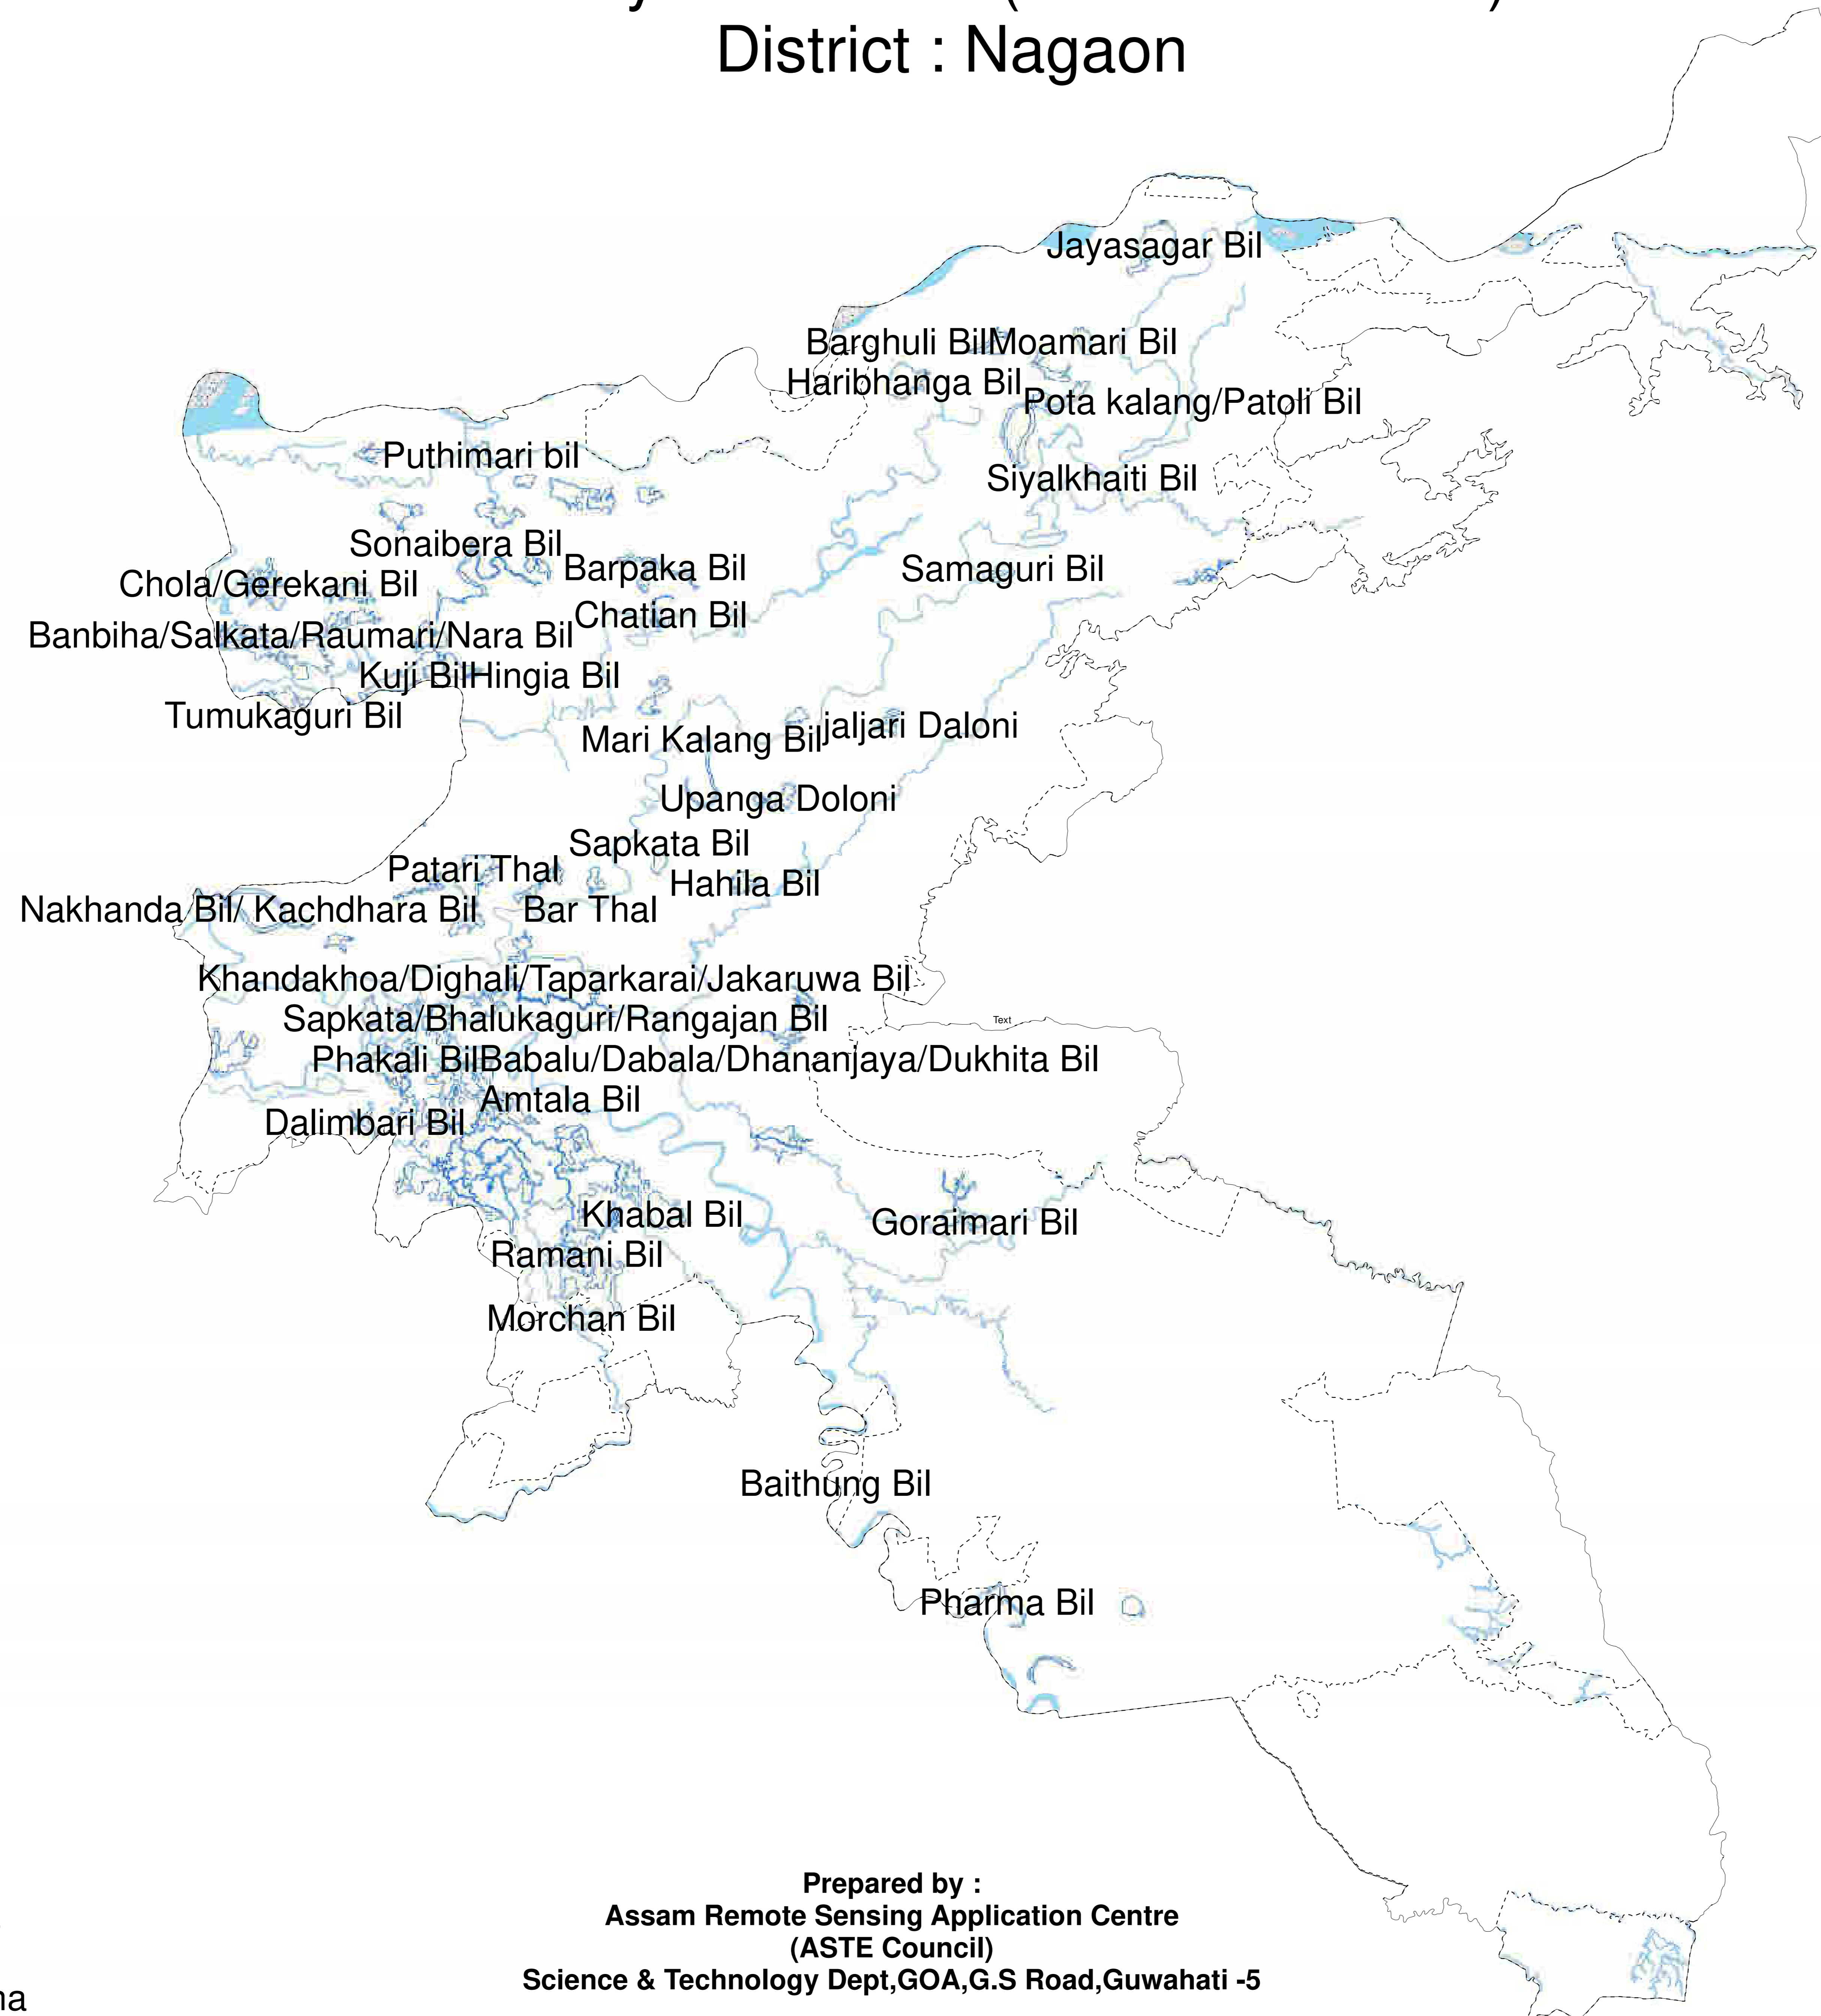 District : Nagaon
Jayasagar Bil
Barghuli Bil Moamari Bil
Haribhanga Bil
Pota kalang/Patoli Bil
Puthimari bil
Siyalkhaiti Bil
Sonaibera Bil
Barpaka Bil
Samaguri Bil
Chola/Gerekani Bil
Chatian Bil
Banbiha/Salkata/Raumari/Nara Bil
Kuji Bil Hingia Bil
Tumukaguri Bil
Mari Kalang Bil
jaljari Daloni
Upanga Doloni
Sapkata Bil
Patari Thal
Hahila Bil
Nakhanda Bil/ Kachdhara Bil
Bar Thal
Khandakhoa/Dighali/Taparkarai/Jakaruwa Bil
Sapkata/Bhalukaguri/Rangajan Bil
Text
Phakali Bil Babalu/Dabala/Dhananjaya/Dukhita Bil
Amtala Bil
Dalimbari Bil
Khabal Bil
Goraimari Bil
Ramani Bil
Morchan Bil
Baithung Bil
Pharma Bil
Prepared by :
Assam Remote Sensing Application Centre
(ASTE Council)
Science & Technology Dept,GOA,G.S Road,Guwahati -5